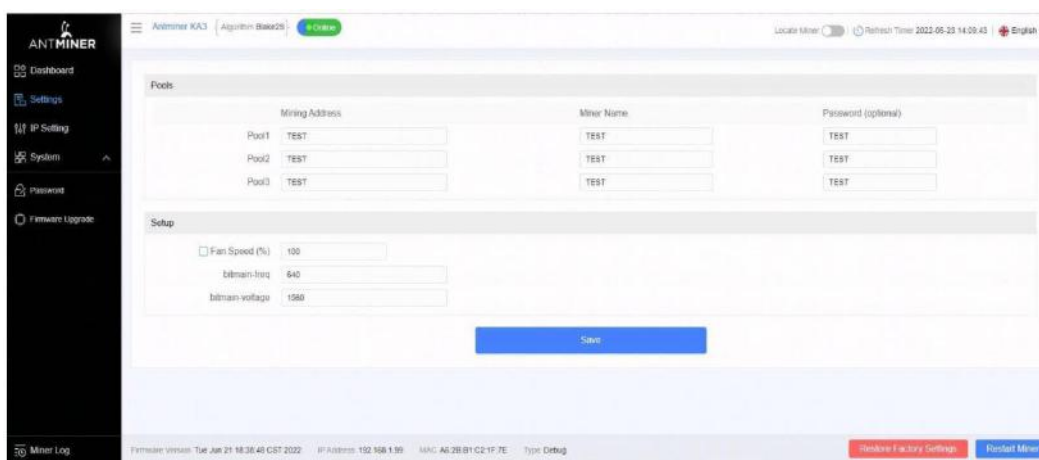 ANTMINER
Antminer KA3 Algorithm Blake2S Online
Locate Miner Refresh Timer 2022-06-23 14:09:43 English
Dashboard
Settings
IP Setting
System
Password
Firmware Upgrade
Miner Log
Pools
Mining Address Miner Name Password (optional)
Pool1 TEST TEST TEST
Pool2 TEST TEST TEST
Pool3 TEST TEST TEST
Setup
Fan Speed (%) 100
bitmain-freq 640
bitmain-voltage 1560
Save
Firmware Version Tue Jun 21 18:38:48 CST 2022 IP Address 192.168.1.99 MAC A6:2B:B1:C2:1F:7E Type Debug
Restore Factory Settings
Restart Miner